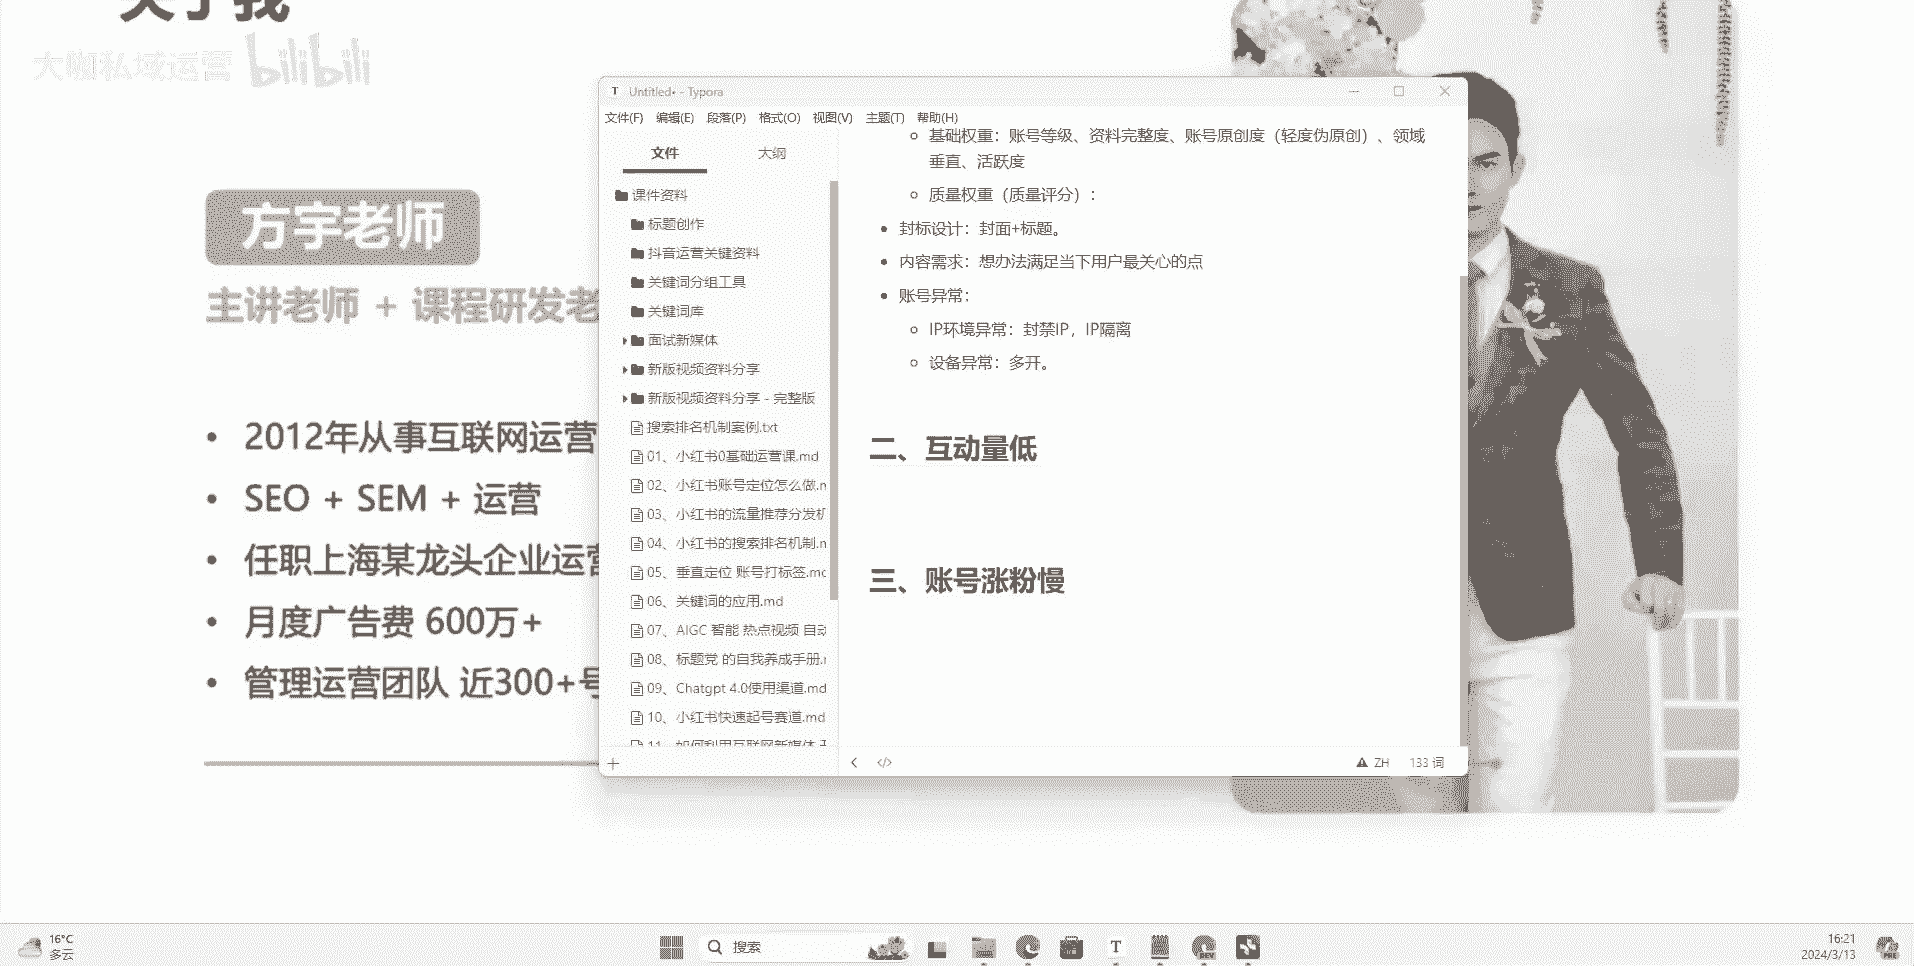 关于我
大咖私域运营 bilibili
方宇老师
主讲老师 + 课程研发老
2012年从事互联网运营
SEO + SEM + 运营
任职上海某龙头企业运营
月度广告费 600万+
管理运营团队 近300+号
Untitled• - Typora
文件(F) 编辑(E) 段落(P) 格式(O) 视图(V) 主题(T) 帮助(H)
文件 大纲
课件资料
标题创作
抖音运营关键资料
关键词分组工具
关键词库
面试新媒体
新版视频资料分享
新版视频资料分享 - 完整版
搜索排名机制案例.txt
01、小红书0基础运营课.md
02、小红书账号定位怎么做.m
03、小红书的流量推荐分发机
04、小红书的搜索排名机制.m
05、垂直定位 账号打标签.md
06、关键词的应用.md
07、AIGC 智能 热点视频 自动
08、标题党 的自我养成手册.m
09、Chatgpt 4.0使用渠道.md
10、小红书快速起号赛道.md
11、如何利用互联网新媒体
基础权重：账号等级、资料完整度、账号原创度（轻度伪原创）、领域
垂直、活跃度
质量权重（质量评分）：
封标设计：封面+标题。
内容需求：想办法满足当下用户最关心的点
账号异常：
IP环境异常：封禁IP，IP隔离
设备异常：多开。
二、互动量低
三、账号涨粉慢
ZH 133 词
16°C
多云
搜索
DEV
16:21
2024/3/13
PRE